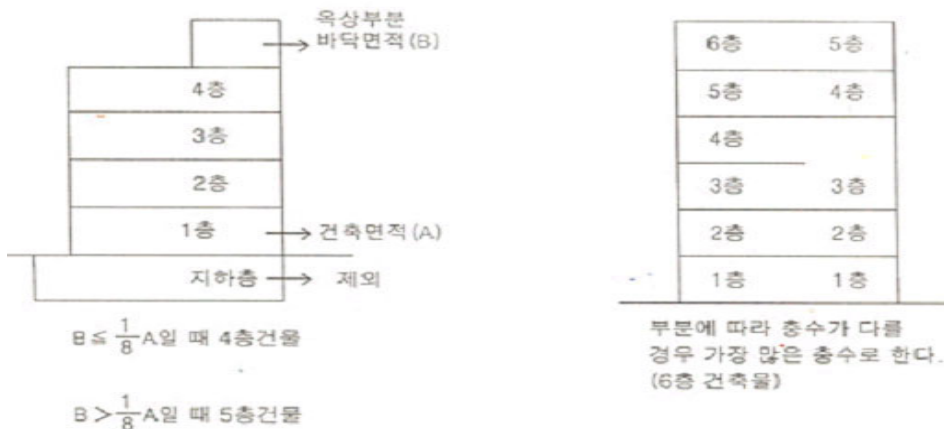 옥상부분
바닥면적(B)
4층
3층
2층
1층 → 건축면적(A)
지하층 → 제외
B ≤ 1/8 A일 때 4층건물
B > 1/8 A일 때 5층건물
6층 5층
5층 4층
4층
3층 3층
2층 2층
1층 1층
부분에 따라 층수가 다를
경우 가장 많은 층수로 한다.
(6층 건축물)